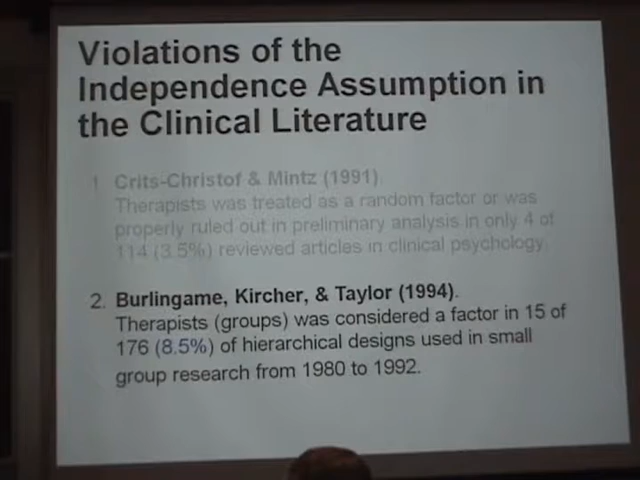 Violations of the
Independence Assumption in
the Clinical Literature
1 Crits-Christof & Mintz (1991)
Therapists was treated as a random factor or was
properly ruled out in preliminary analysis in only 4 of
114 (3.5%) reviewed articles in clinical psychology.
2. Burlingame, Kircher, & Taylor (1994).
Therapists (groups) was considered a factor in 15 of
176 (8.5%) of hierarchical designs used in small
group research from 1980 to 1992.